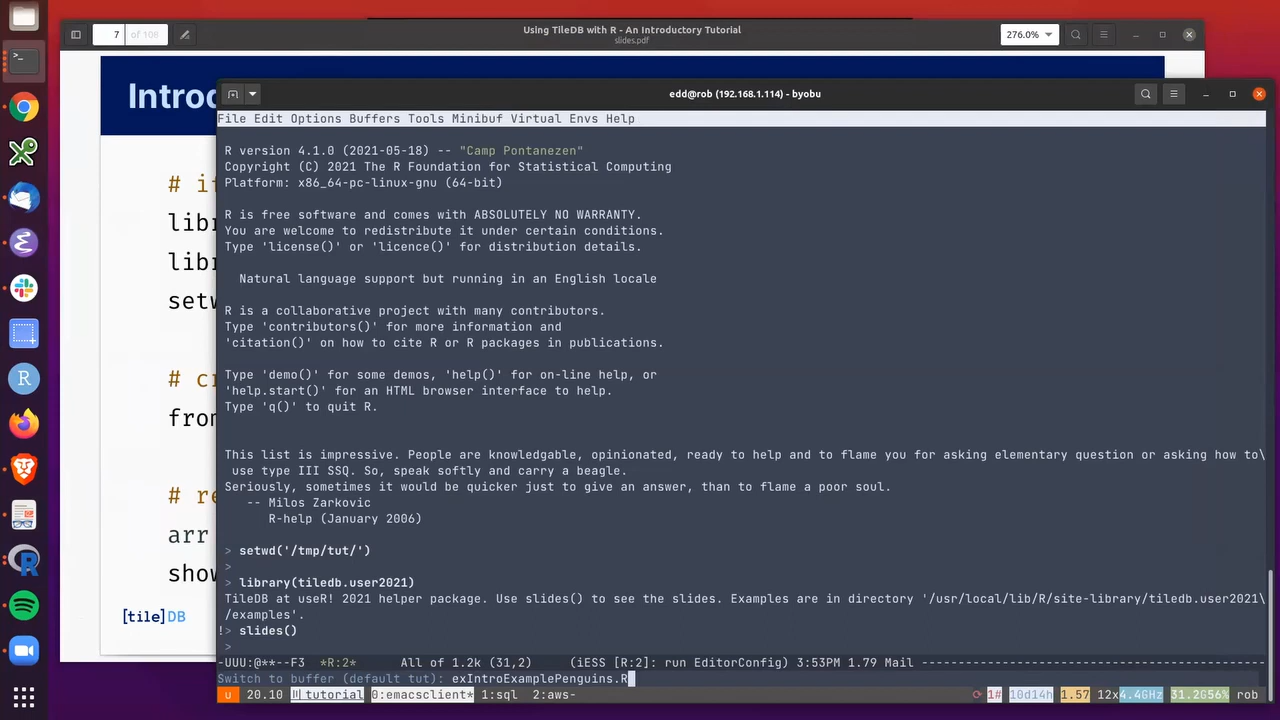 7 of 108
Using TileDB with R - An Introductory Tutorial
slides.pdf
276.0%
Introd
edd@rob (192.168.1.114) - byobu
File Edit Options Buffers Tools Minibuf Virtual Envs Help
R version 4.1.0 (2021-05-18) -- "Camp Pontanezen"
Copyright (C) 2021 The R Foundation for Statistical Computing
Platform: x86_64-pc-linux-gnu (64-bit)
R is free software and comes with ABSOLUTELY NO WARRANTY.
You are welcome to redistribute it under certain conditions.
Type 'license()' or 'licence()' for distribution details.
Natural language support but running in an English locale
R is a collaborative project with many contributors.
Type 'contributors()' for more information and
'citation()' on how to cite R or R packages in publications.
Type 'demo()' for some demos, 'help()' for on-line help, or
'help.start()' for an HTML browser interface to help.
Type 'q()' to quit R.
This list is impressive. People are knowledgable, opinionated, ready to help and to flame you for asking elementary question or asking how to\
use type III SSQ. So, speak softly and carry a beagle.
Seriously, sometimes it would be quicker just to give an answer, than to flame a poor soul.
-- Milos Zarkovic
R-help (January 2006)
> setwd('/tmp/tut/')
>
> library(tiledb.user2021)
TileDB at useR! 2021 helper package. Use slides() to see the slides. Examples are in directory '/usr/local/lib/R/site-library/tiledb.user2021\
/examples'.
!> slides()
>
-UUU:@**--F3 *R:2* All of 1.2k (31,2) (iESS [R:2]: run EditorConfig) 3:53PM 1.79 Mail
Switch to buffer (default tut): exIntroExamplePenguins.R
u 20.10 tutorial 0:emacsclient* 1:sql 2:aws- 1# 10d14h 1.57 12x4.4GHz 31.2G56% rob
# if
libr
libr
setw
# cr
from
# re
arr
show
[tile]DB